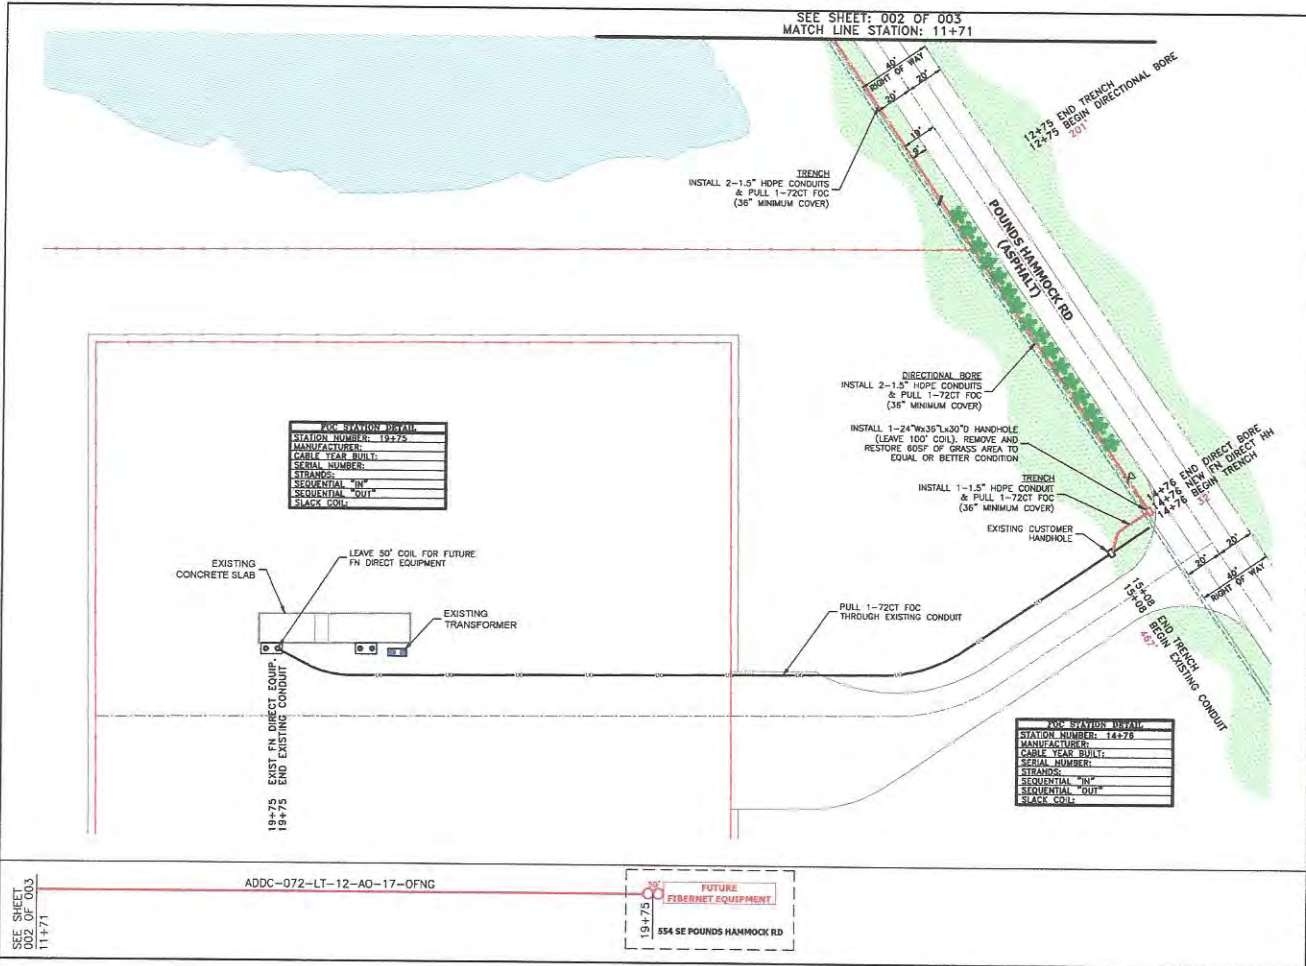 SEE SHEET: 002 OF 003
MATCH LINE STATION: 11+71
40'
RIGHT OF WAY
20'
20'
19'
9'
12+75 END TRENCH
12+75 BEGIN DIRECTIONAL BORE
201'
TRENCH
INSTALL 2-1.5" HDPE CONDUITS
& PULL 1-72CT FOC
(36" MINIMUM COVER)
POUNDS HAMMOCK RD
(ASPHALT)
DIRECTIONAL BORE
INSTALL 2-1.5" HDPE CONDUITS
& PULL 1-72CT FOC
(36" MINIMUM COVER)
INSTALL 1-24"Wx36"Lx30"D HANDHOLE
(LEAVE 100' COIL). REMOVE AND
RESTORE 60SF OF GRASS AREA TO
EQUAL OR BETTER CONDITION
TRENCH
INSTALL 1-1.5" HDPE CONDUIT
& PULL 1-72CT FOC
(36" MINIMUM COVER)
EXISTING CUSTOMER
HANDHOLE
14+76 END DIRECT BORE
14+76 NEW FN DIRECT HH
14+76 BEGIN TRENCH
32'
20'
20'
40'
RIGHT OF WAY
15+08 END TRENCH
15+08 BEGIN EXISTING CONDUIT
467'
FOC STATION DETAIL
STATION NUMBER: 19+75
MANUFACTURER:
CABLE YEAR BUILT:
SERIAL NUMBER:
STRANDS:
SEQUENTIAL "IN"
SEQUENTIAL "OUT"
SLACK COIL:
EXISTING
CONCRETE SLAB
LEAVE 50' COIL FOR FUTURE
FN DIRECT EQUIPMENT
EXISTING
TRANSFORMER
PULL 1-72CT FOC
THROUGH EXISTING CONDUIT
19+75 EXIST FN DIRECT EQUIP.
19+75 END EXISTING CONDUIT
FOC STATION DETAIL
STATION NUMBER: 14+76
MANUFACTURER:
CABLE YEAR BUILT:
SERIAL NUMBER:
STRANDS:
SEQUENTIAL "IN"
SEQUENTIAL "OUT"
SLACK COIL:
SEE SHEET
002 OF 003
11+71
ADDC-072-LT-12-AO-17-OFNG
19+75
FUTURE
FIBERNET EQUIPMENT
554 SE POUNDS HAMMOCK RD